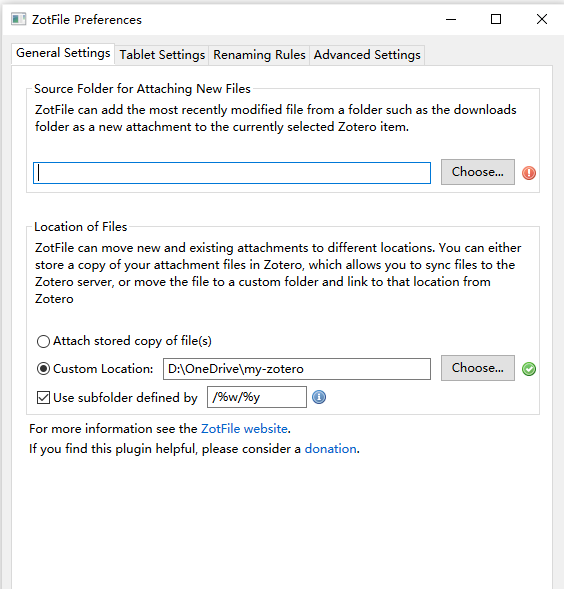 ZotFile Preferences
General Settings Tablet Settings Renaming Rules Advanced Settings
Source Folder for Attaching New Files
ZotFile can add the most recently modified file from a folder such as the downloads
folder as a new attachment to the currently selected Zotero item.
Choose...
Location of Files
ZotFile can move new and existing attachments to different locations. You can either
store a copy of your attachment files in Zotero, which allows you to sync files to the
Zotero server, or move the file to a custom folder and link to that location from
Zotero
Attach stored copy of file(s)
Custom Location: D:\OneDrive\my-zotero Choose...
Use subfolder defined by /%w/%y
For more information see the ZotFile website.
If you find this plugin helpful, please consider a donation.